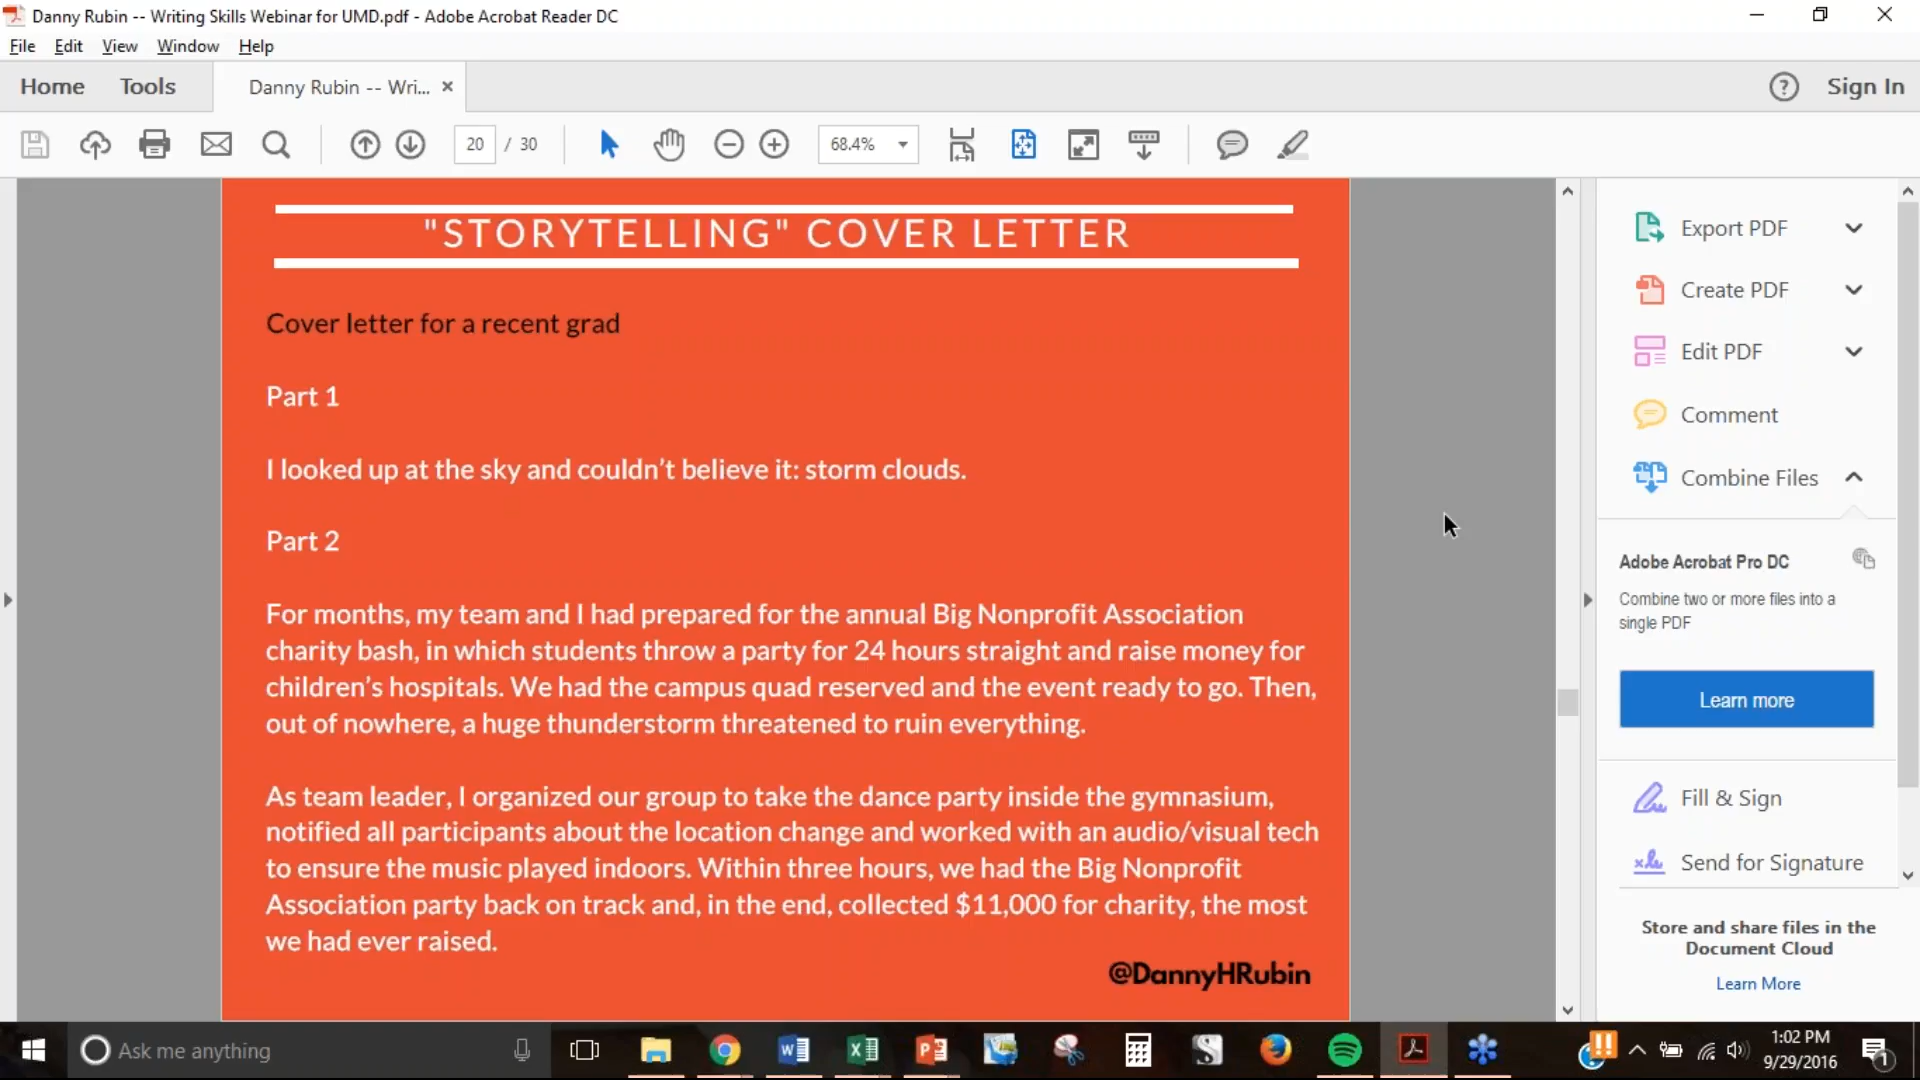 Danny Rubin -- Writing Skills Webinar for UMD.pdf - Adobe Acrobat Reader DC
File Edit View Window Help
Home Tools Danny Rubin -- Wri... × ? Sign In
20 / 30 68.4%
"STORYTELLING" COVER LETTER
Cover letter for a recent grad
Part 1
I looked up at the sky and couldn't believe it: storm clouds.
Part 2
For months, my team and I had prepared for the annual Big Nonprofit Association
charity bash, in which students throw a party for 24 hours straight and raise money for
children's hospitals. We had the campus quad reserved and the event ready to go. Then,
out of nowhere, a huge thunderstorm threatened to ruin everything.
As team leader, I organized our group to take the dance party inside the gymnasium,
notified all participants about the location change and worked with an audio/visual tech
to ensure the music played indoors. Within three hours, we had the Big Nonprofit
Association party back on track and, in the end, collected $11,000 for charity, the most
we had ever raised.
@DannyHRubin
Export PDF
Create PDF
Edit PDF
Comment
Combine Files
Adobe Acrobat Pro DC
Combine two or more files into a
single PDF
Learn more
Fill & Sign
Send for Signature
Store and share files in the
Document Cloud
Learn More
Ask me anything
1:02 PM
9/29/2016
1